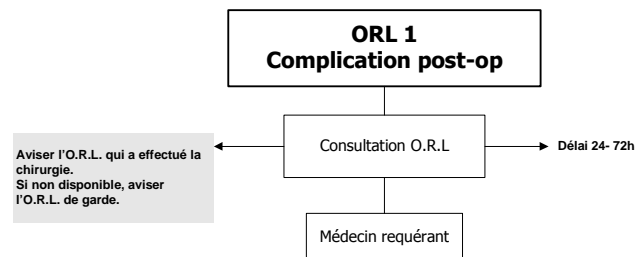 ORL 1
Complication post-op
Consultation O.R.L
Aviser l'O.R.L. qui a effectué la
chirurgie.
Si non disponible, aviser
l'O.R.L. de garde.
Délai 24- 72h
Médecin requérant